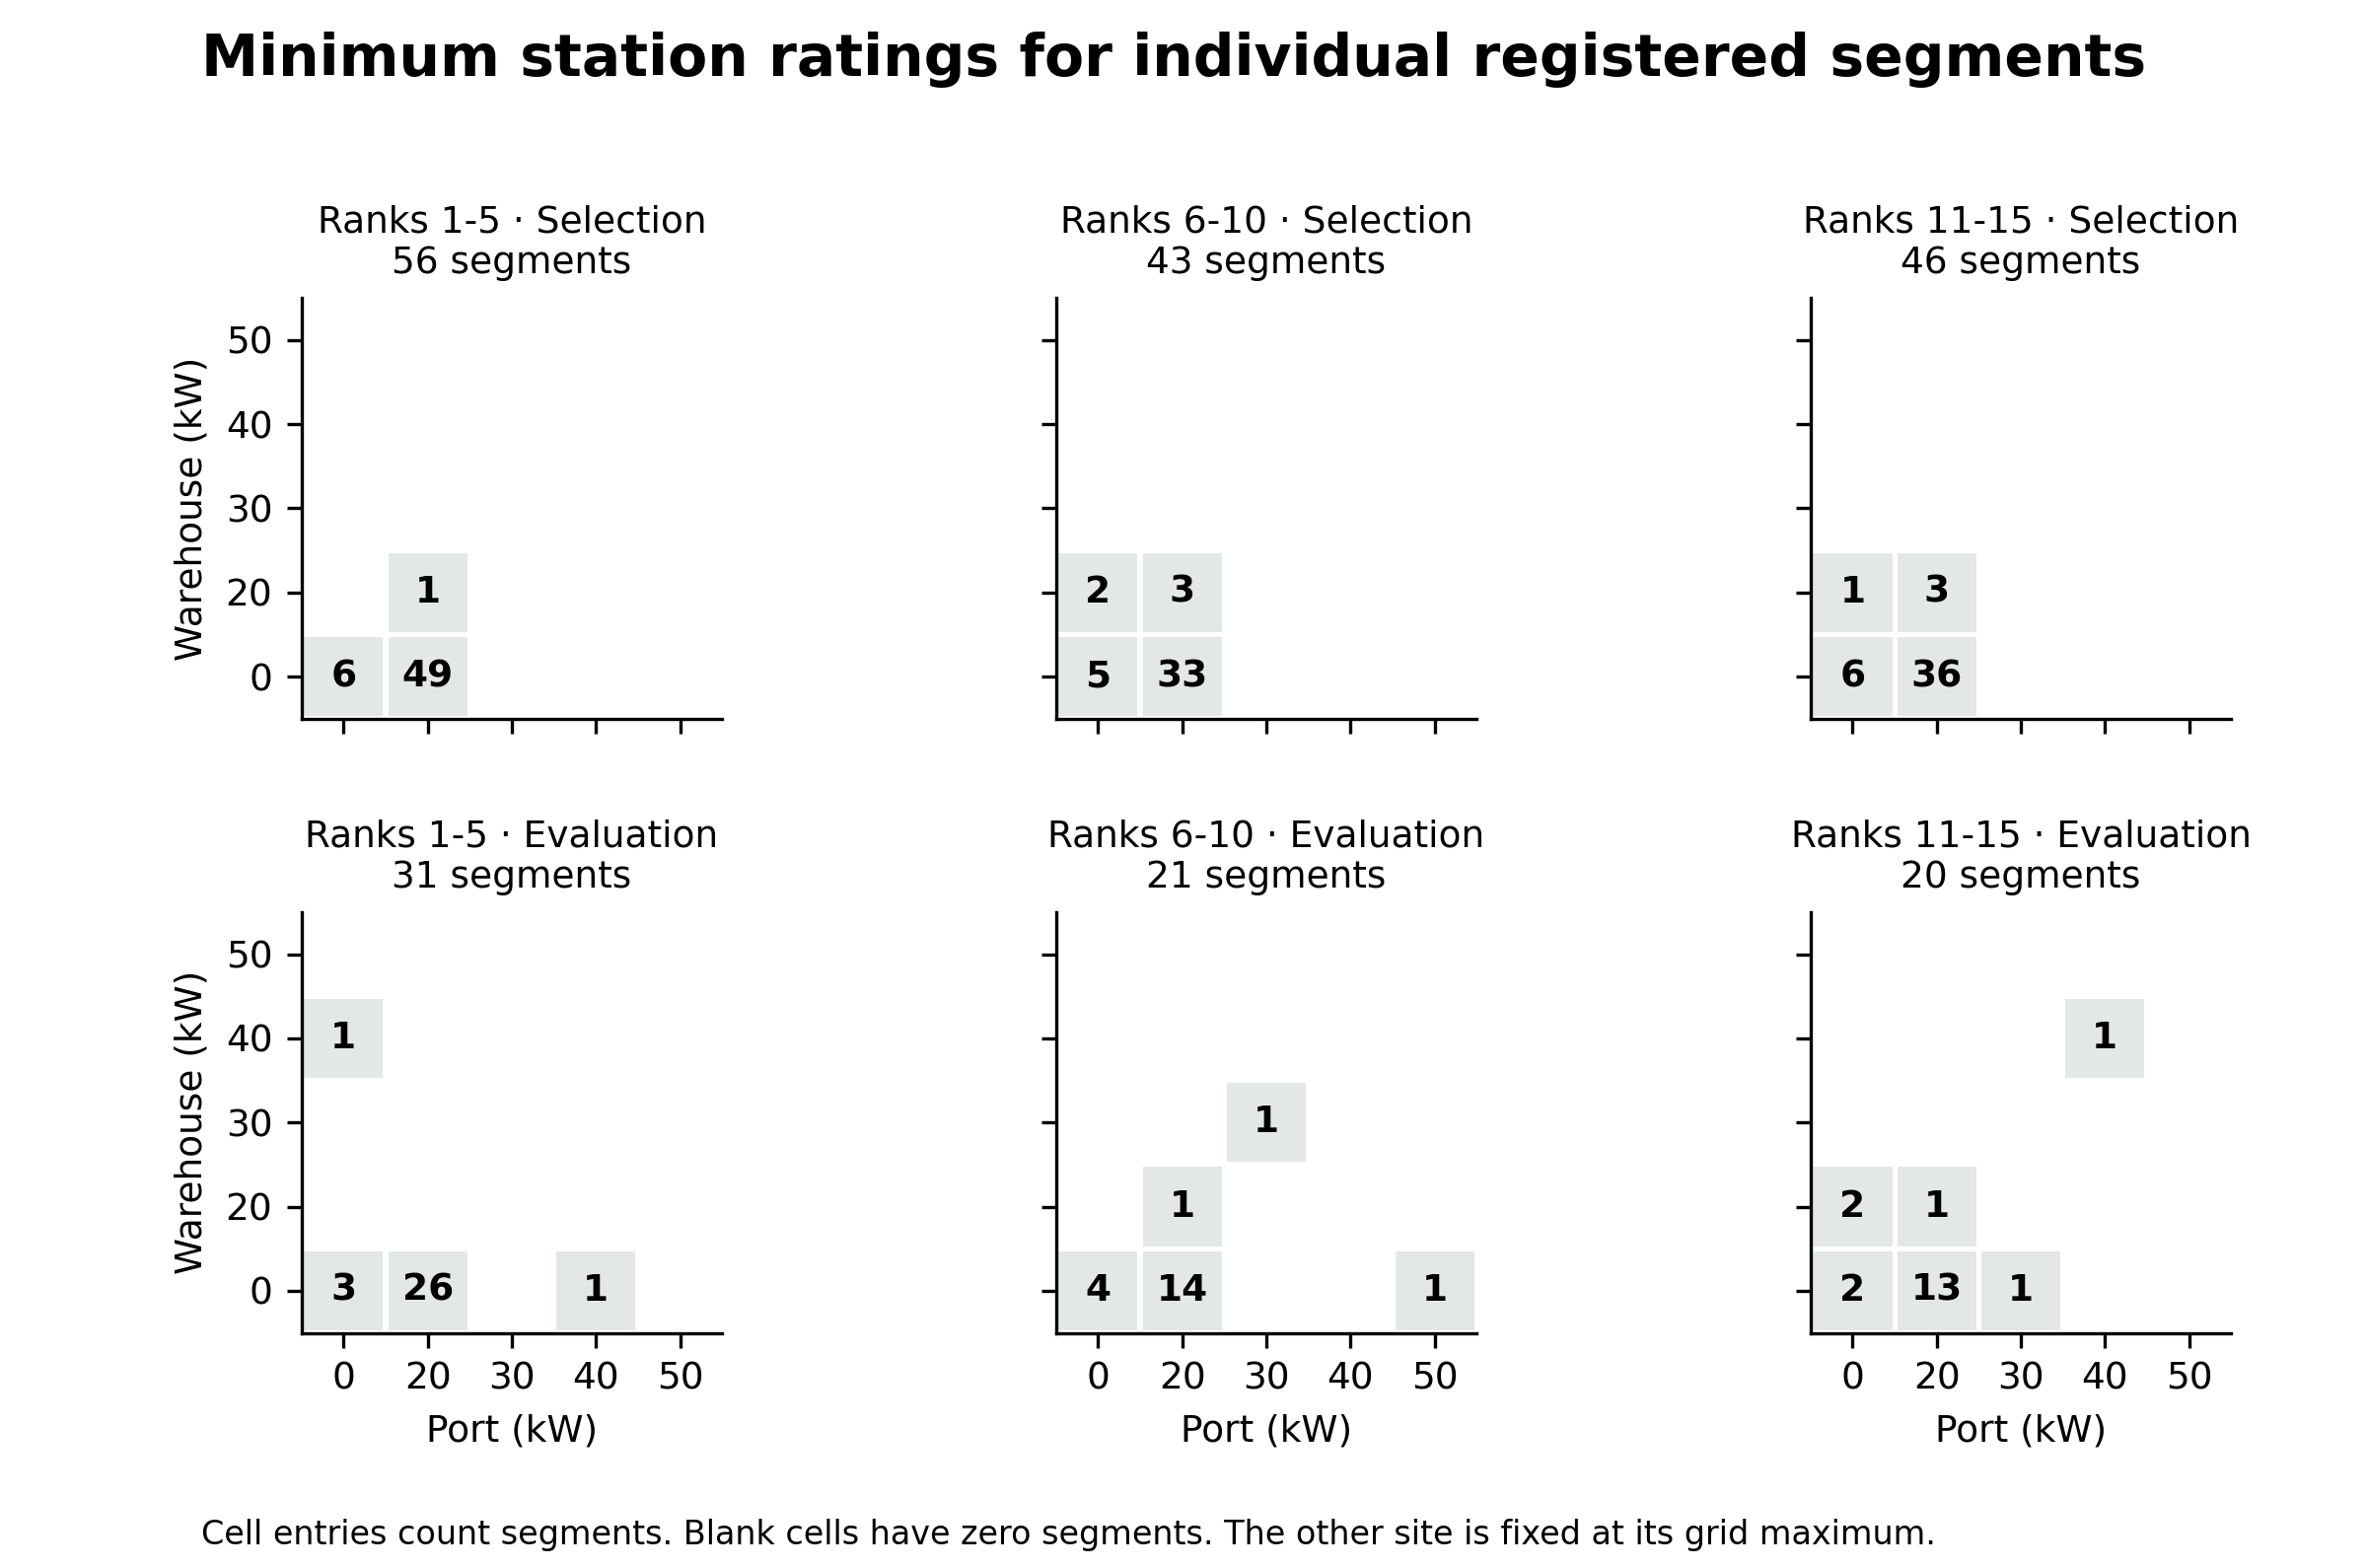 Minimum station ratings for individual registered segments
Ranks 1-5 · Selection
56 segments
Ranks 6-10 · Selection
43 segments
Ranks 11-15 · Selection
46 segments
Warehouse (kW)
50
40
30
20
0
1
6 49
2 3
5 33
1 3
6 36
Ranks 1-5 · Evaluation
31 segments
Ranks 6-10 · Evaluation
21 segments
Ranks 11-15 · Evaluation
20 segments
Warehouse (kW)
50
40
30
20
0
1
3 26 1
0 20 30 40 50
Port (kW)
1
1
4 14 1
0 20 30 40 50
Port (kW)
1
2 1
2 13 1
0 20 30 40 50
Port (kW)
Cell entries count segments. Blank cells have zero segments. The other site is fixed at its grid maximum.